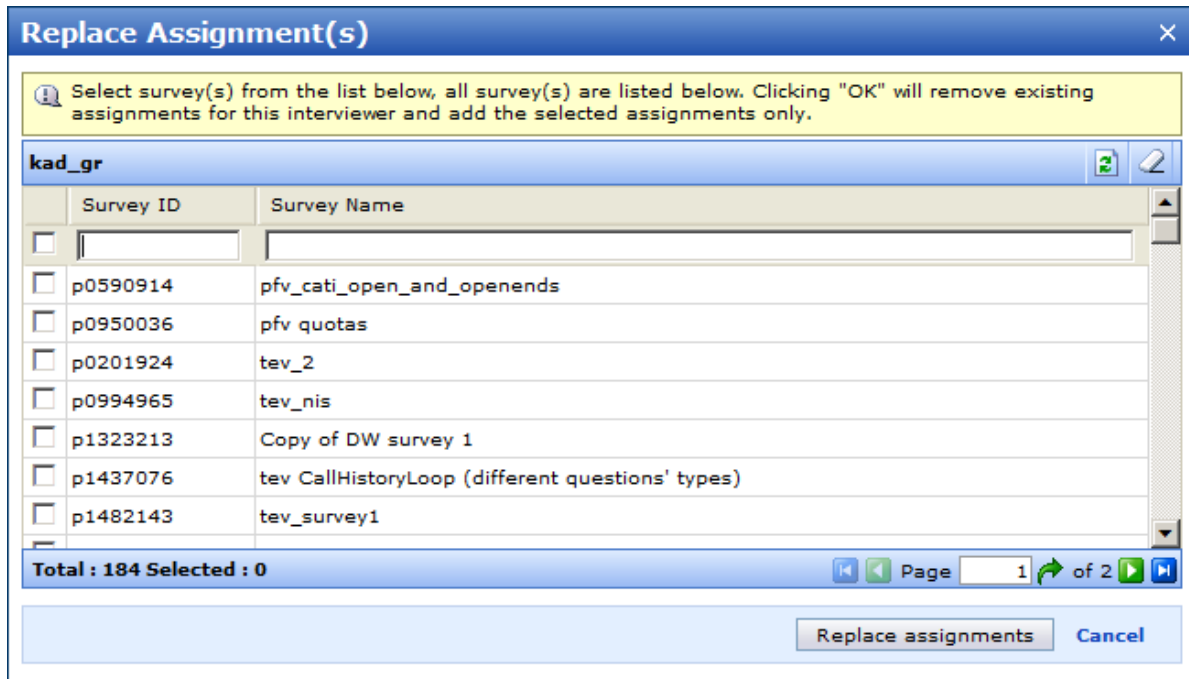 Replace Assignment(s)
Select survey(s) from the list below, all survey(s) are listed below. Clicking "OK" will remove existing
assignments for this interviewer and add the selected assignments only.
kad_gr
Survey ID Survey Name
p0590914 pfv_cati_open_and_openends
p0950036 pfv quotas
p0201924 tev_2
p0994965 tev_nis
p1323213 Copy of DW survey 1
p1437076 tev CallHistoryLoop (different questions' types)
p1482143 tev_survey1
Total : 184 Selected : 0 Page 1 of 2
Replace assignments Cancel